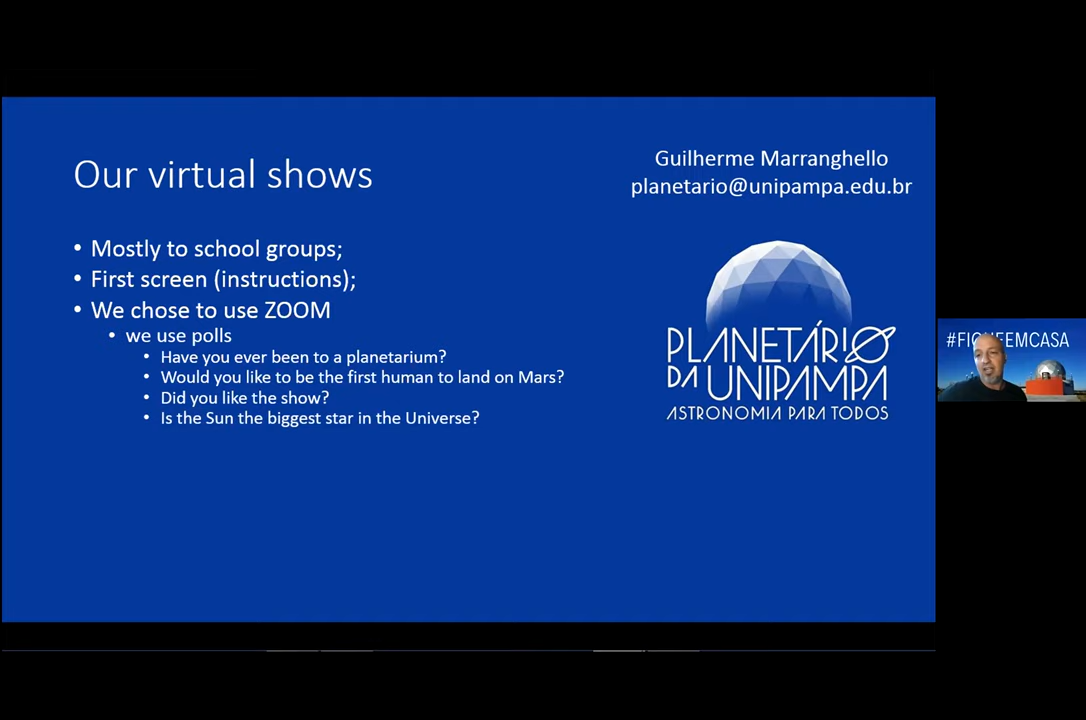 Our virtual shows
Guilherme Marranghello
planetario@unipampa.edu.br
• Mostly to school groups;
• First screen (instructions);
• We chose to use ZOOM
• we use polls
• Have you ever been to a planetarium?
• Would you like to be the first human to land on Mars?
• Did you like the show?
• Is the Sun the biggest star in the Universe?
PLANETÁRIO
DA UNIPAMPA
ASTRONOMIA PARA TODOS